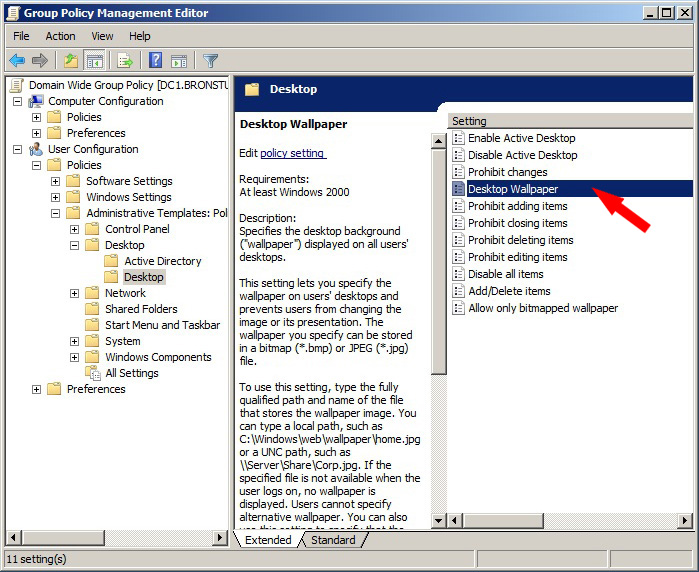 Group Policy Management Editor
File Action View Help
Domain Wide Group Policy [DC1.BRONSTU
Computer Configuration
Policies
Preferences
User Configuration
Policies
Software Settings
Windows Settings
Administrative Templates: Pol
Control Panel
Desktop
Active Directory
Desktop
Network
Shared Folders
Start Menu and Taskbar
System
Windows Components
All Settings
Preferences
Desktop
Desktop Wallpaper
Edit policy setting
Requirements:
At least Windows 2000
Description:
Specifies the desktop background
("wallpaper") displayed on all users'
desktops.
This setting lets you specify the
wallpaper on users' desktops and
prevents users from changing the
image or its presentation. The
wallpaper you specify can be stored
in a bitmap (*.bmp) or JPEG (*.jpg)
file.
To use this setting, type the fully
qualified path and name of the file
that stores the wallpaper image. You
can type a local path, such as
C:\Windows\web\wallpaper\home.jpg
or a UNC path, such as
\\Server\Share\Corp.jpg. If the
specified file is not available when the
user logs on, no wallpaper is
displayed. Users cannot specify
alternative wallpaper. You can also
use this setting to specify that the
Setting
Enable Active Desktop
Disable Active Desktop
Prohibit changes
Desktop Wallpaper
Prohibit adding items
Prohibit closing items
Prohibit deleting items
Prohibit editing items
Disable all items
Add/Delete items
Allow only bitmapped wallpaper
Extended Standard
11 setting(s)